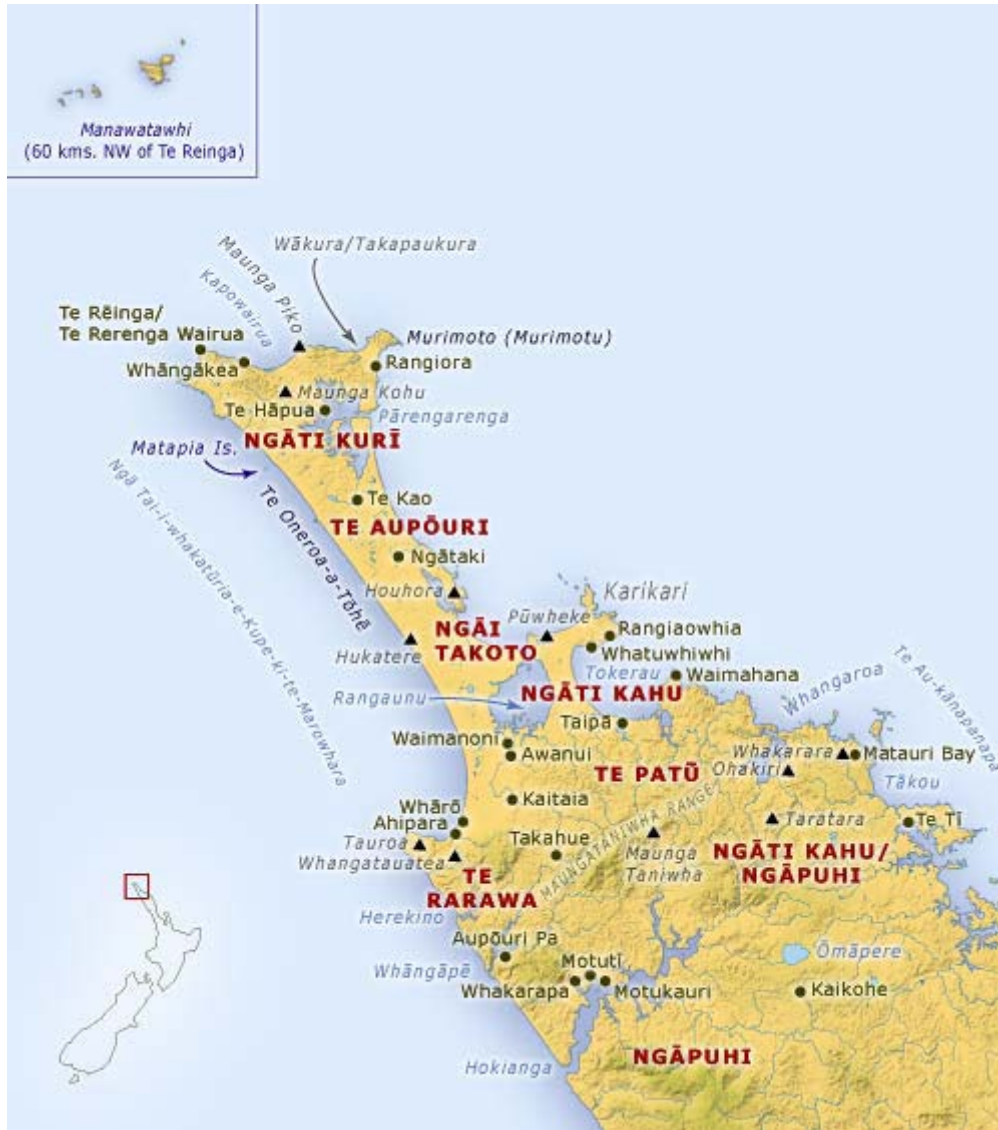 Manawatawhi
(60 kms. NW of Te Reinga)
Wākura/Takapaukura
Maunga Piko
Kapowairua
Te Rēinga/
Te Rerenga Wairua
Murimoto (Murimotu)
Whāngākea
Rangiora
Maunga Kohu
Te Hāpua
Pārengarenga
NGĀTI KURĪ
Matapia Is.
Ngā Tai-i-whakatūria-e-Kupe-ki-te-Marowhara
Te Oneroa-a-Tōhē
Te Kao
TE AUPŌURI
Ngātaki
Houhora
Karikari
Pūwheke
NGĀI
TAKOTO
Rangiaowhia
Hukatere
Whatuwhiwhi
Tokerau
Waimahana
Rangaunu
NGĀTI KAHU
Whangaroa
Te Au-kānapanapa
Taipā
Waimanoni
Awanui
Whakarara
Matauri Bay
TE PATŪ
Ohakiri
Tākou
Kaitaia
MAUNGATANIWHA RANGE
Whārō
Ahipara
Taratara
Te Tī
Tauroa
Takahue
Maunga
Taniwha
Whangatauatea
NGĀTI KAHU/
NGĀPUHI
TE
RARAWA
Herekino
Aupōuri Pa
Ōmāpere
Whāngāpē
Motutī
Whakarapa
Motukauri
Kaikohe
NGĀPUHI
Hokianga